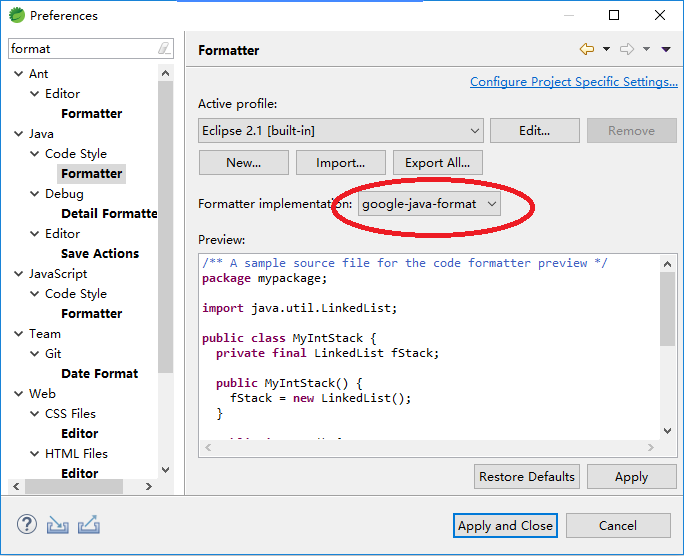 Preferences
format
Formatter
Ant
Editor
Formatter
Java
Code Style
Formatter
Debug
Detail Formatte
Editor
Save Actions
JavaScript
Code Style
Formatter
Team
Git
Date Format
Web
CSS Files
Editor
HTML Files
Editor
Configure Project Specific Settings...
Active profile:
Eclipse 2.1 [built-in]
Edit...
Remove
New...
Import...
Export All...
Formatter implementation:
google-java-format
Preview:
/** A sample source file for the code formatter preview */
package mypackage;
import java.util.LinkedList;
public class MyIntStack {
private final LinkedList fStack;
public MyIntStack() {
fStack = new LinkedList();
}
Restore Defaults
Apply
?
Apply and Close
Cancel